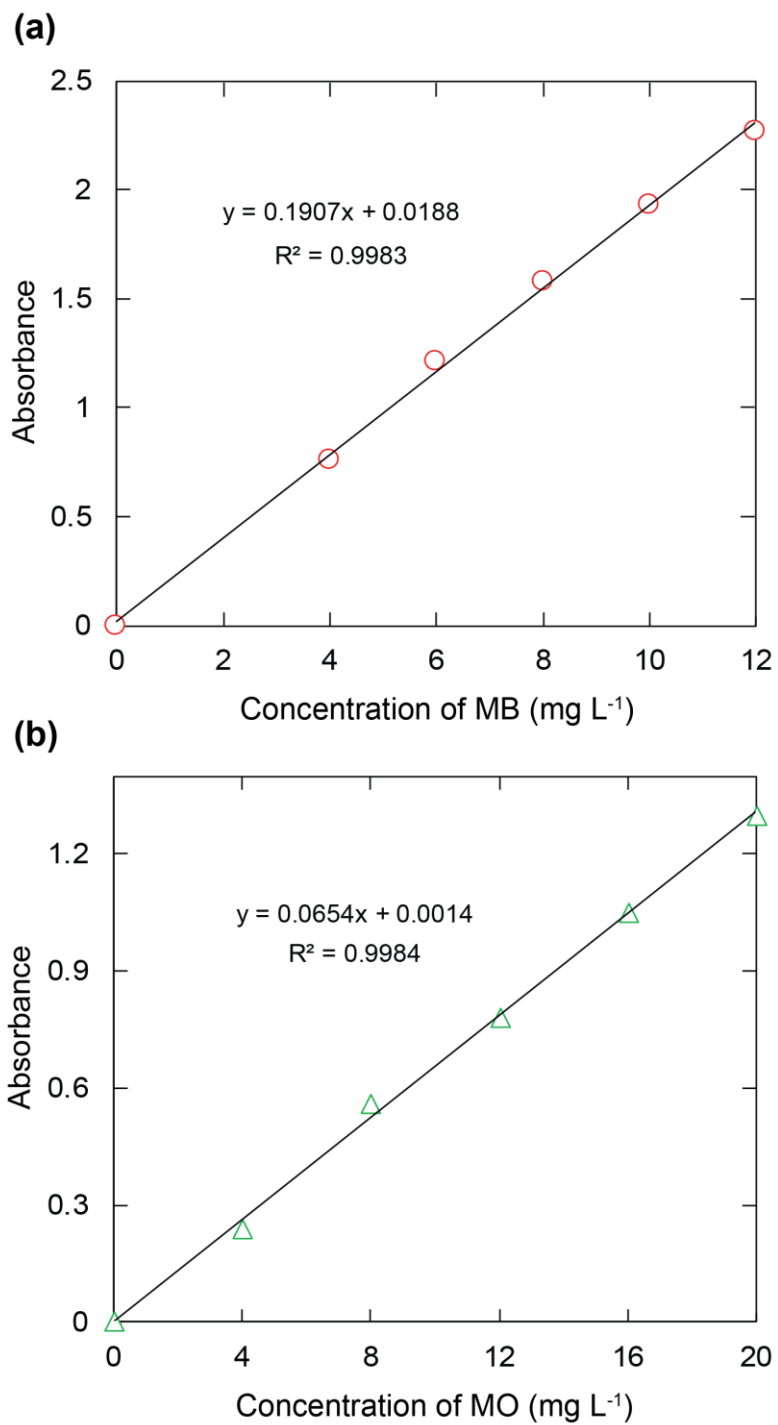 (a)
2.5
2
1.5
1
0.5
0
y = 0.1907x + 0.0188
R² = 0.9983
Absorbance
0 2 4 6 8 10 12
Concentration of MB (mg L⁻¹)
(b)
1.2
0.9
0.6
0.3
0
y = 0.0654x + 0.0014
R² = 0.9984
Absorbance
0 4 8 12 16 20
Concentration of MO (mg L⁻¹)